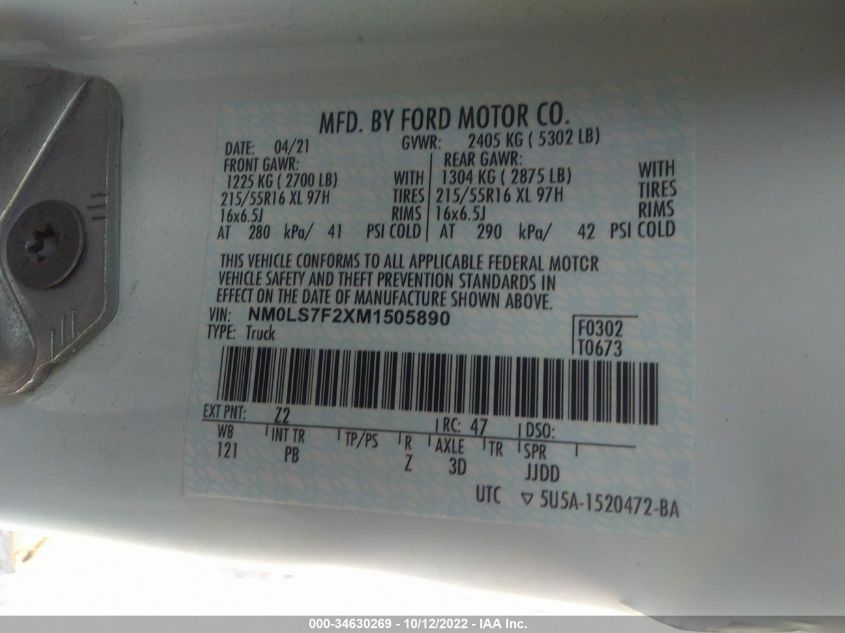 MFD. BY FORD MOTOR CO.
DATE: 04/21 GVWR: 2405 KG ( 5302 LB)
FRONT GAWR: REAR GAWR:
1225 KG ( 2700 LB) WITH 1304 KG ( 2875 LB) WITH
215/55R16 XL 97H TIRES 215/55R16 XL 97H TIRES
16x6.5J RIMS 16x6.5J RIMS
AT 280 kPa/ 41 PSI COLD AT 290 kPa/ 42 PSI COLD
THIS VEHICLE CONFORMS TO ALL APPLICABLE FEDERAL MOTOR
VEHICLE SAFETY AND THEFT PREVENTION STANDARDS IN
EFFECT ON THE DATE OF MANUFACTURE SHOWN ABOVE.
VIN: NM0LS7F2XM1505890
TYPE: Truck
F0302
T0673
EXT PNT: Z2 RC: 47 DSO:
WB INT TR TP/PS R AXLE TR SPR
121 PB Z 3D JJDD
UTC ▽ 5U5A-1520472-BA
000-34630269 - 10/12/2022 - IAA Inc.